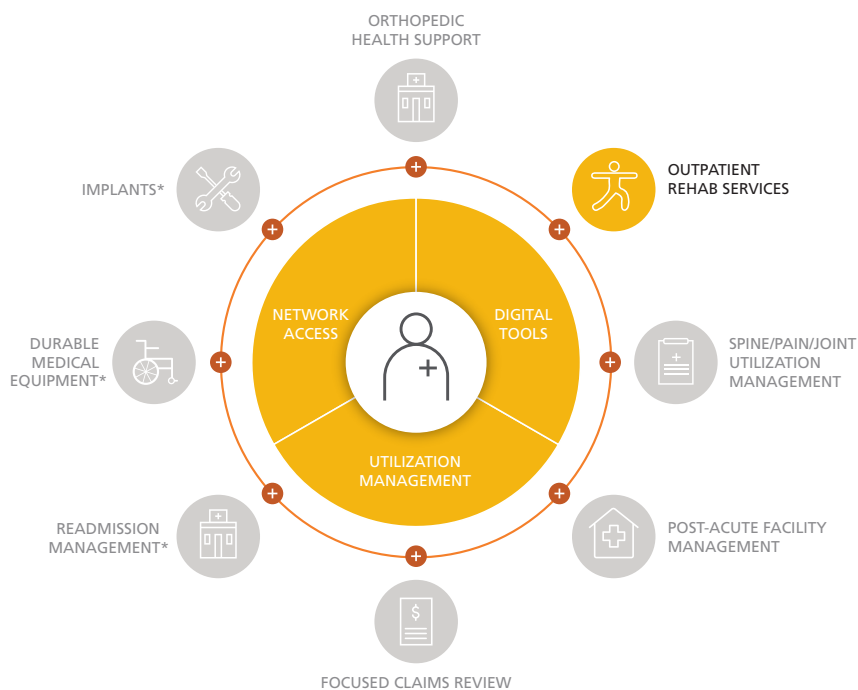 ORTHOPEDIC
HEALTH SUPPORT
OUTPATIENT
REHAB SERVICES
IMPLANTS*
NETWORK
ACCESS
DIGITAL
TOOLS
DURABLE
MEDICAL
EQUIPMENT*
SPINE/PAIN/JOINT
UTILIZATION
MANAGEMENT
UTILIZATION
MANAGEMENT
READMISSION
MANAGEMENT*
POST-ACUTE FACILITY
MANAGEMENT
$
FOCUSED CLAIMS REVIEW